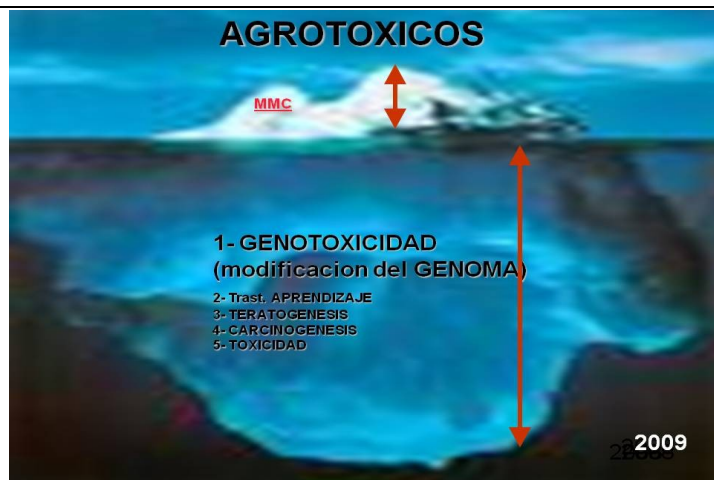 AGROTOXICOS
MMC
1- GENOTOXICIDAD
(modificacion del GENOMA)
2- Trast. APRENDIZAJE
3- TERATOGENESIS
4- CARCINOGENESIS
5- TOXICIDAD
2009